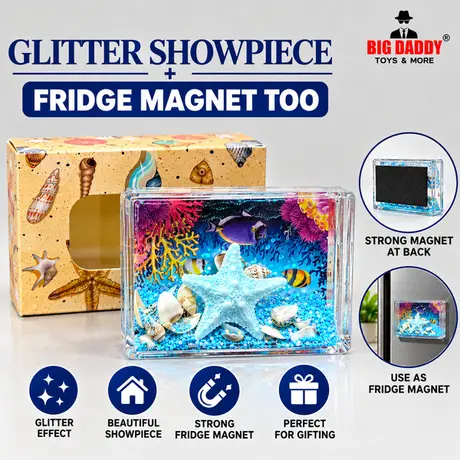 GLITTER SHOWPIECE
+
FRIDGE MAGNET TOO
BIG DADDY®
TOYS & MORE
STRONG MAGNET
AT BACK
USE AS
FRIDGE MAGNET
GLITTER
EFFECT
BEAUTIFUL
SHOWPIECE
STRONG
FRIDGE MAGNET
PERFECT
FOR GIFTING